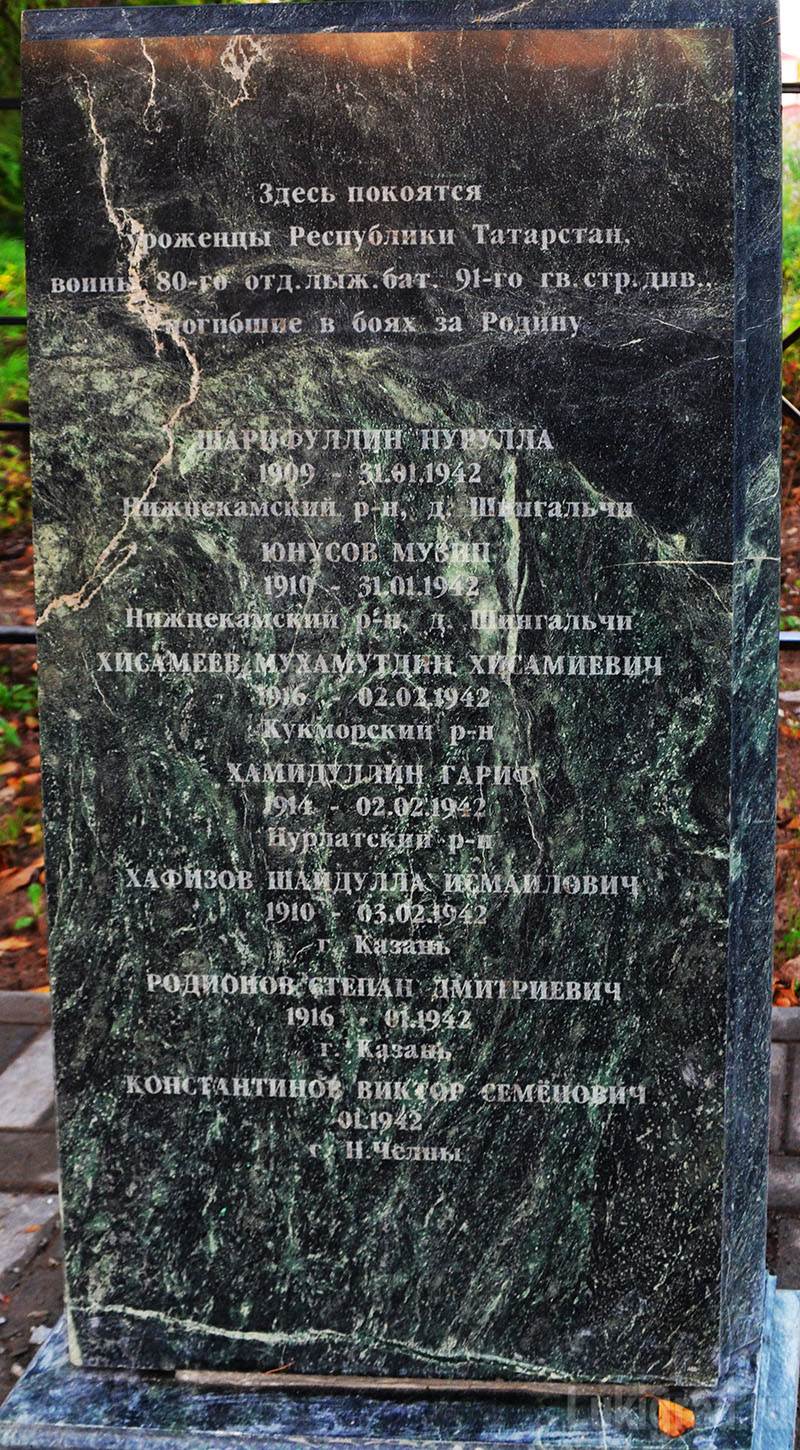 Здесь покоятся
уроженцы Республики Татарстан,
воины 80-го отд.лыж.бат. 91-го гв.стр.див.,
погибшие в боях за Родину
ШАРИФУЛЛИН НУРУЛЛА
1909 - 31.01.1942
Нижнекамский р-н, д. Шингальчи
ЮНУСОВ МУБИН
1910 - 31.01.1942
Нижнекамский р-н, д. Шингальчи
ХИСАМЕЕВ МУХАМУТДИН ХИСАМИЕВИЧ
1916 - 02.02.1942
Кукморский р-н
ХАМИДУЛЛИН ГАРИФ
1914 - 02.02.1942
Нурлатский р-н
ХАФИЗОВ ШАЙДУЛЛА ИСМАИЛОВИЧ
1910 - 03.02.1942
г. Казань
РОДИОНОВ СТЕПАН ДМИТРИЕВИЧ
1916 - 01.1942
г. Казань
КОНСТАНТИНОВ ВИКТОР СЕМЁНОВИЧ
01.1942
г. Н.Челны